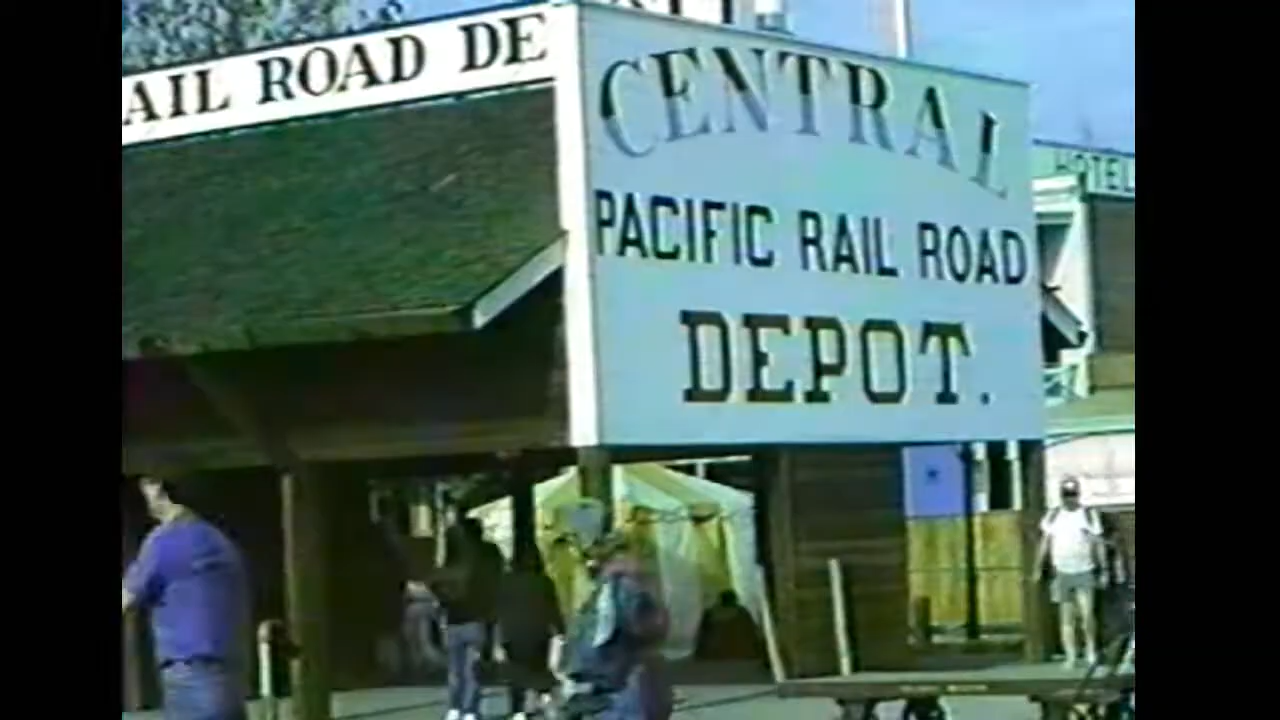 AIL ROAD DE
CENTRAL
PACIFIC RAIL ROAD
DEPOT.
HOTEL